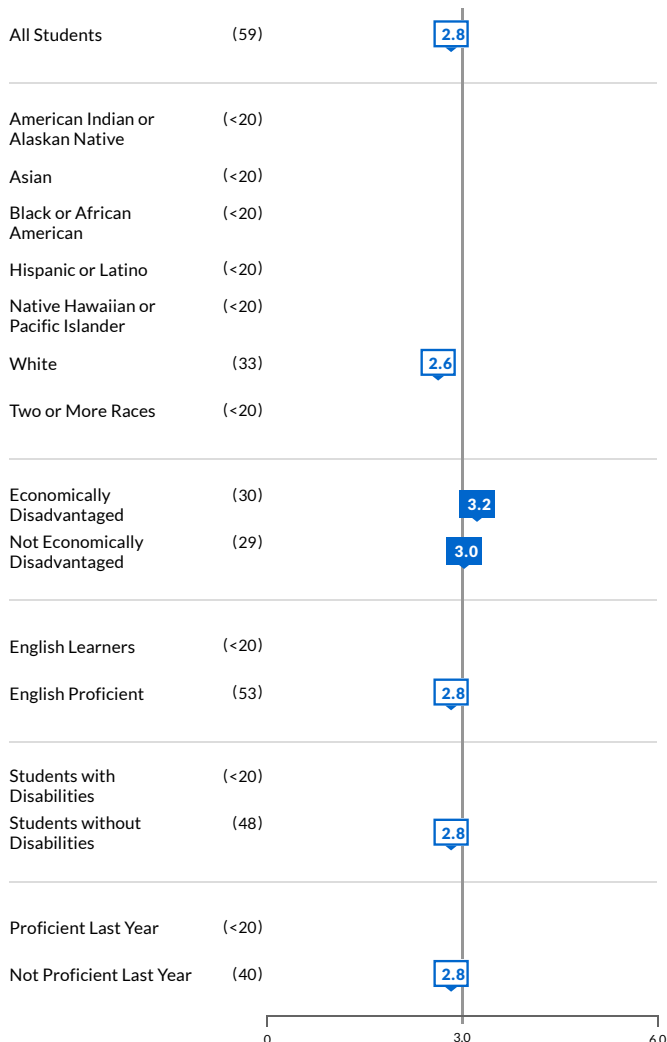 All Students (59) 2.8
American Indian or (<20)
Alaskan Native
Asian (<20)
Black or African (<20)
American
Hispanic or Latino (<20)
Native Hawaiian or (<20)
Pacific Islander
White (33) 2.6
Two or More Races (<20)
Economically (30) 3.2
Disadvantaged
Not Economically (29) 3.0
Disadvantaged
English Learners (<20)
English Proficient (53) 2.8
Students with (<20)
Disabilities
Students without (48) 2.8
Disabilities
Proficient Last Year (<20)
Not Proficient Last Year (40) 2.8
0 3.0 6.0